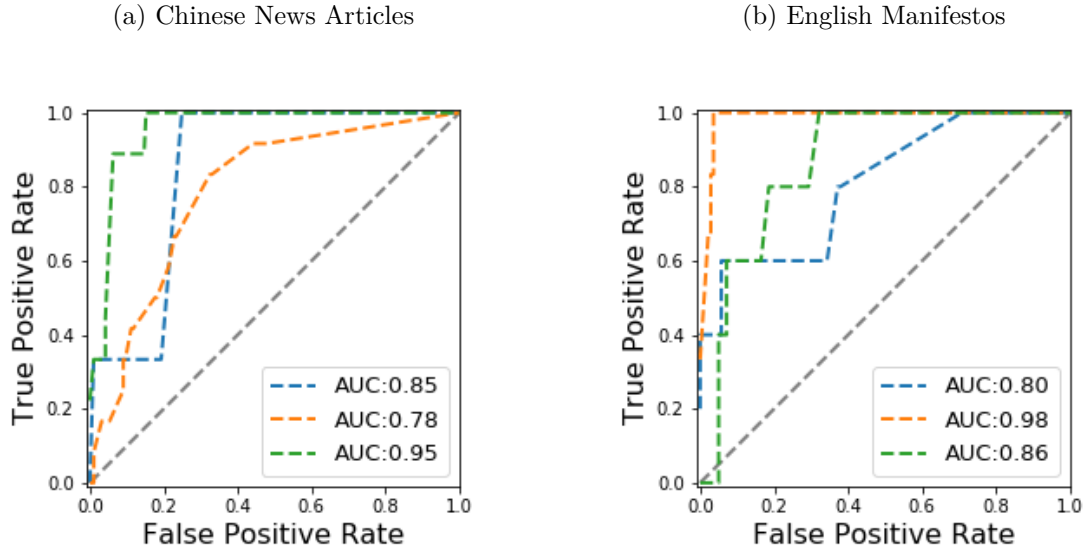 (a) Chinese News Articles
1.0
0.8
0.6
0.4
0.2
0.0
True Positive Rate
AUC:0.85
AUC:0.78
AUC:0.95
0.0 0.2 0.4 0.6 0.8 1.0
False Positive Rate
(b) English Manifestos
1.0
0.8
0.6
0.4
0.2
0.0
True Positive Rate
AUC:0.80
AUC:0.98
AUC:0.86
0.0 0.2 0.4 0.6 0.8 1.0
False Positive Rate